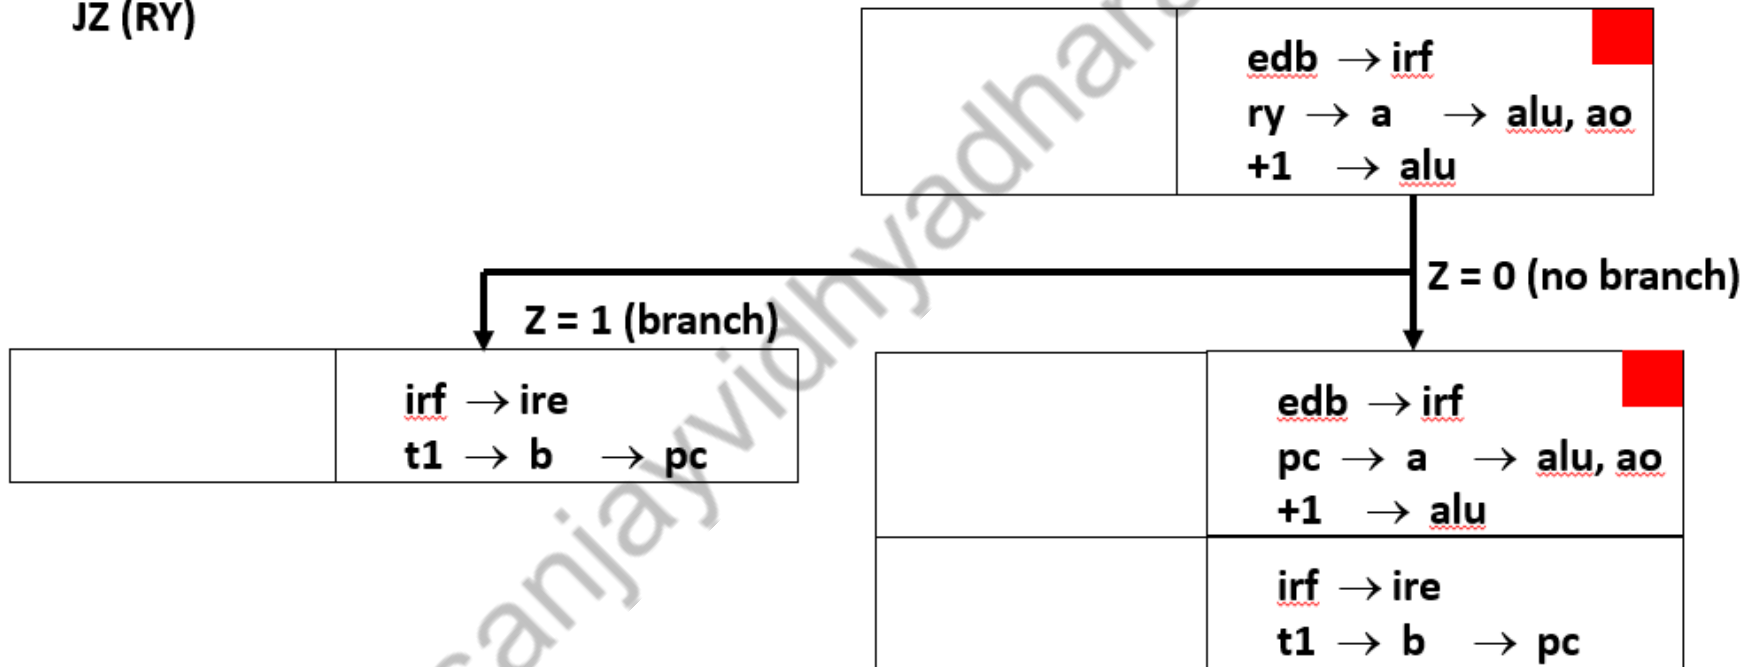 JZ (RY)
edb → irf
ry → a → alu, ao
+1 → alu
Z = 0 (no branch)
Z = 1 (branch)
irf → ire
t1 → b → pc
edb → irf
pc → a → alu, ao
+1 → alu
irf → ire
t1 → b → pc
sanjayvidhyadhara